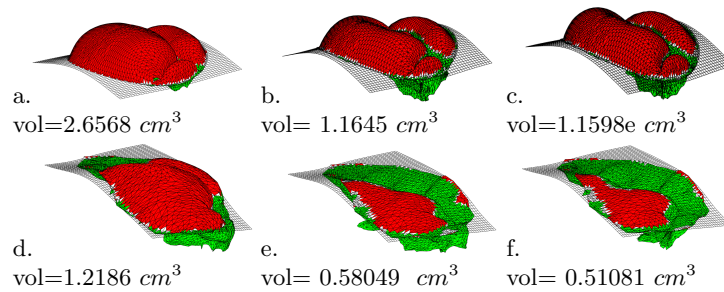 a. b. c.
vol=2.6568 cm³ vol= 1.1645 cm³ vol=1.1598e cm³
d. e. f.
vol=1.2186 cm³ vol= 0.58049 cm³ vol= 0.51081 cm³